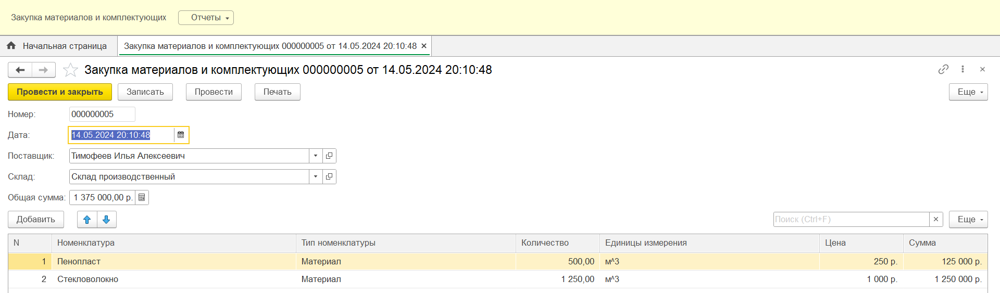 Закупка материалов и комплектующих Отчеты
Начальная страница Закупка материалов и комплектующих 000000005 от 14.05.2024 20:10:48
Закупка материалов и комплектующих 000000005 от 14.05.2024 20:10:48
Провести и закрыть Записать Провести Печать Еще
Номер: 000000005
Дата: 14.05.2024 20:10:48
Поставщик: Тимофеев Илья Алексеевич
Склад: Склад производственный
Общая сумма: 1 375 000,00 р.
Добавить Поиск (Ctrl+F) Еще
N Номенклатура Тип номенклатуры Количество Единицы измерения Цена Сумма
1 Пенопласт Материал 500,00 м^3 250 р. 125 000 р.
2 Стекловолокно Материал 1 250,00 м^3 1 000 р. 1 250 000 р.